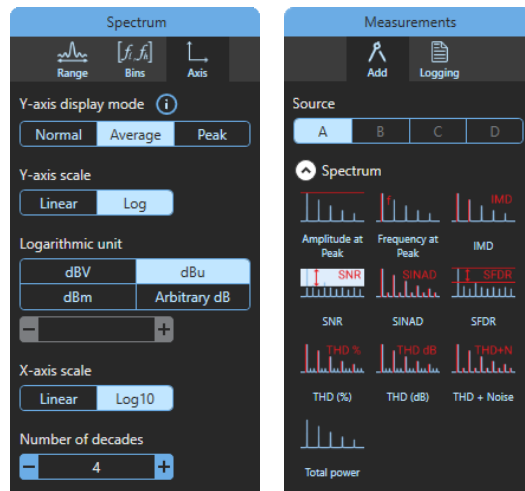 Spectrum
[f₁ fₕ]
Range
Bins
Axis
Y-axis display mode i
Normal
Average
Peak
Y-axis scale
Linear
Log
Logarithmic unit
dBV
dBu
dBm
Arbitrary dB
−
+
X-axis scale
Linear
Log10
Number of decades
−
4
+
Measurements
Add
Logging
Source
A
B
C
D
Spectrum
f
IMD
Amplitude at
Peak
Frequency at
Peak
IMD
SNR
SINAD
SFDR
SNR
SINAD
SFDR
THD %
THD dB
THD+N
THD (%)
THD (dB)
THD + Noise
Total power